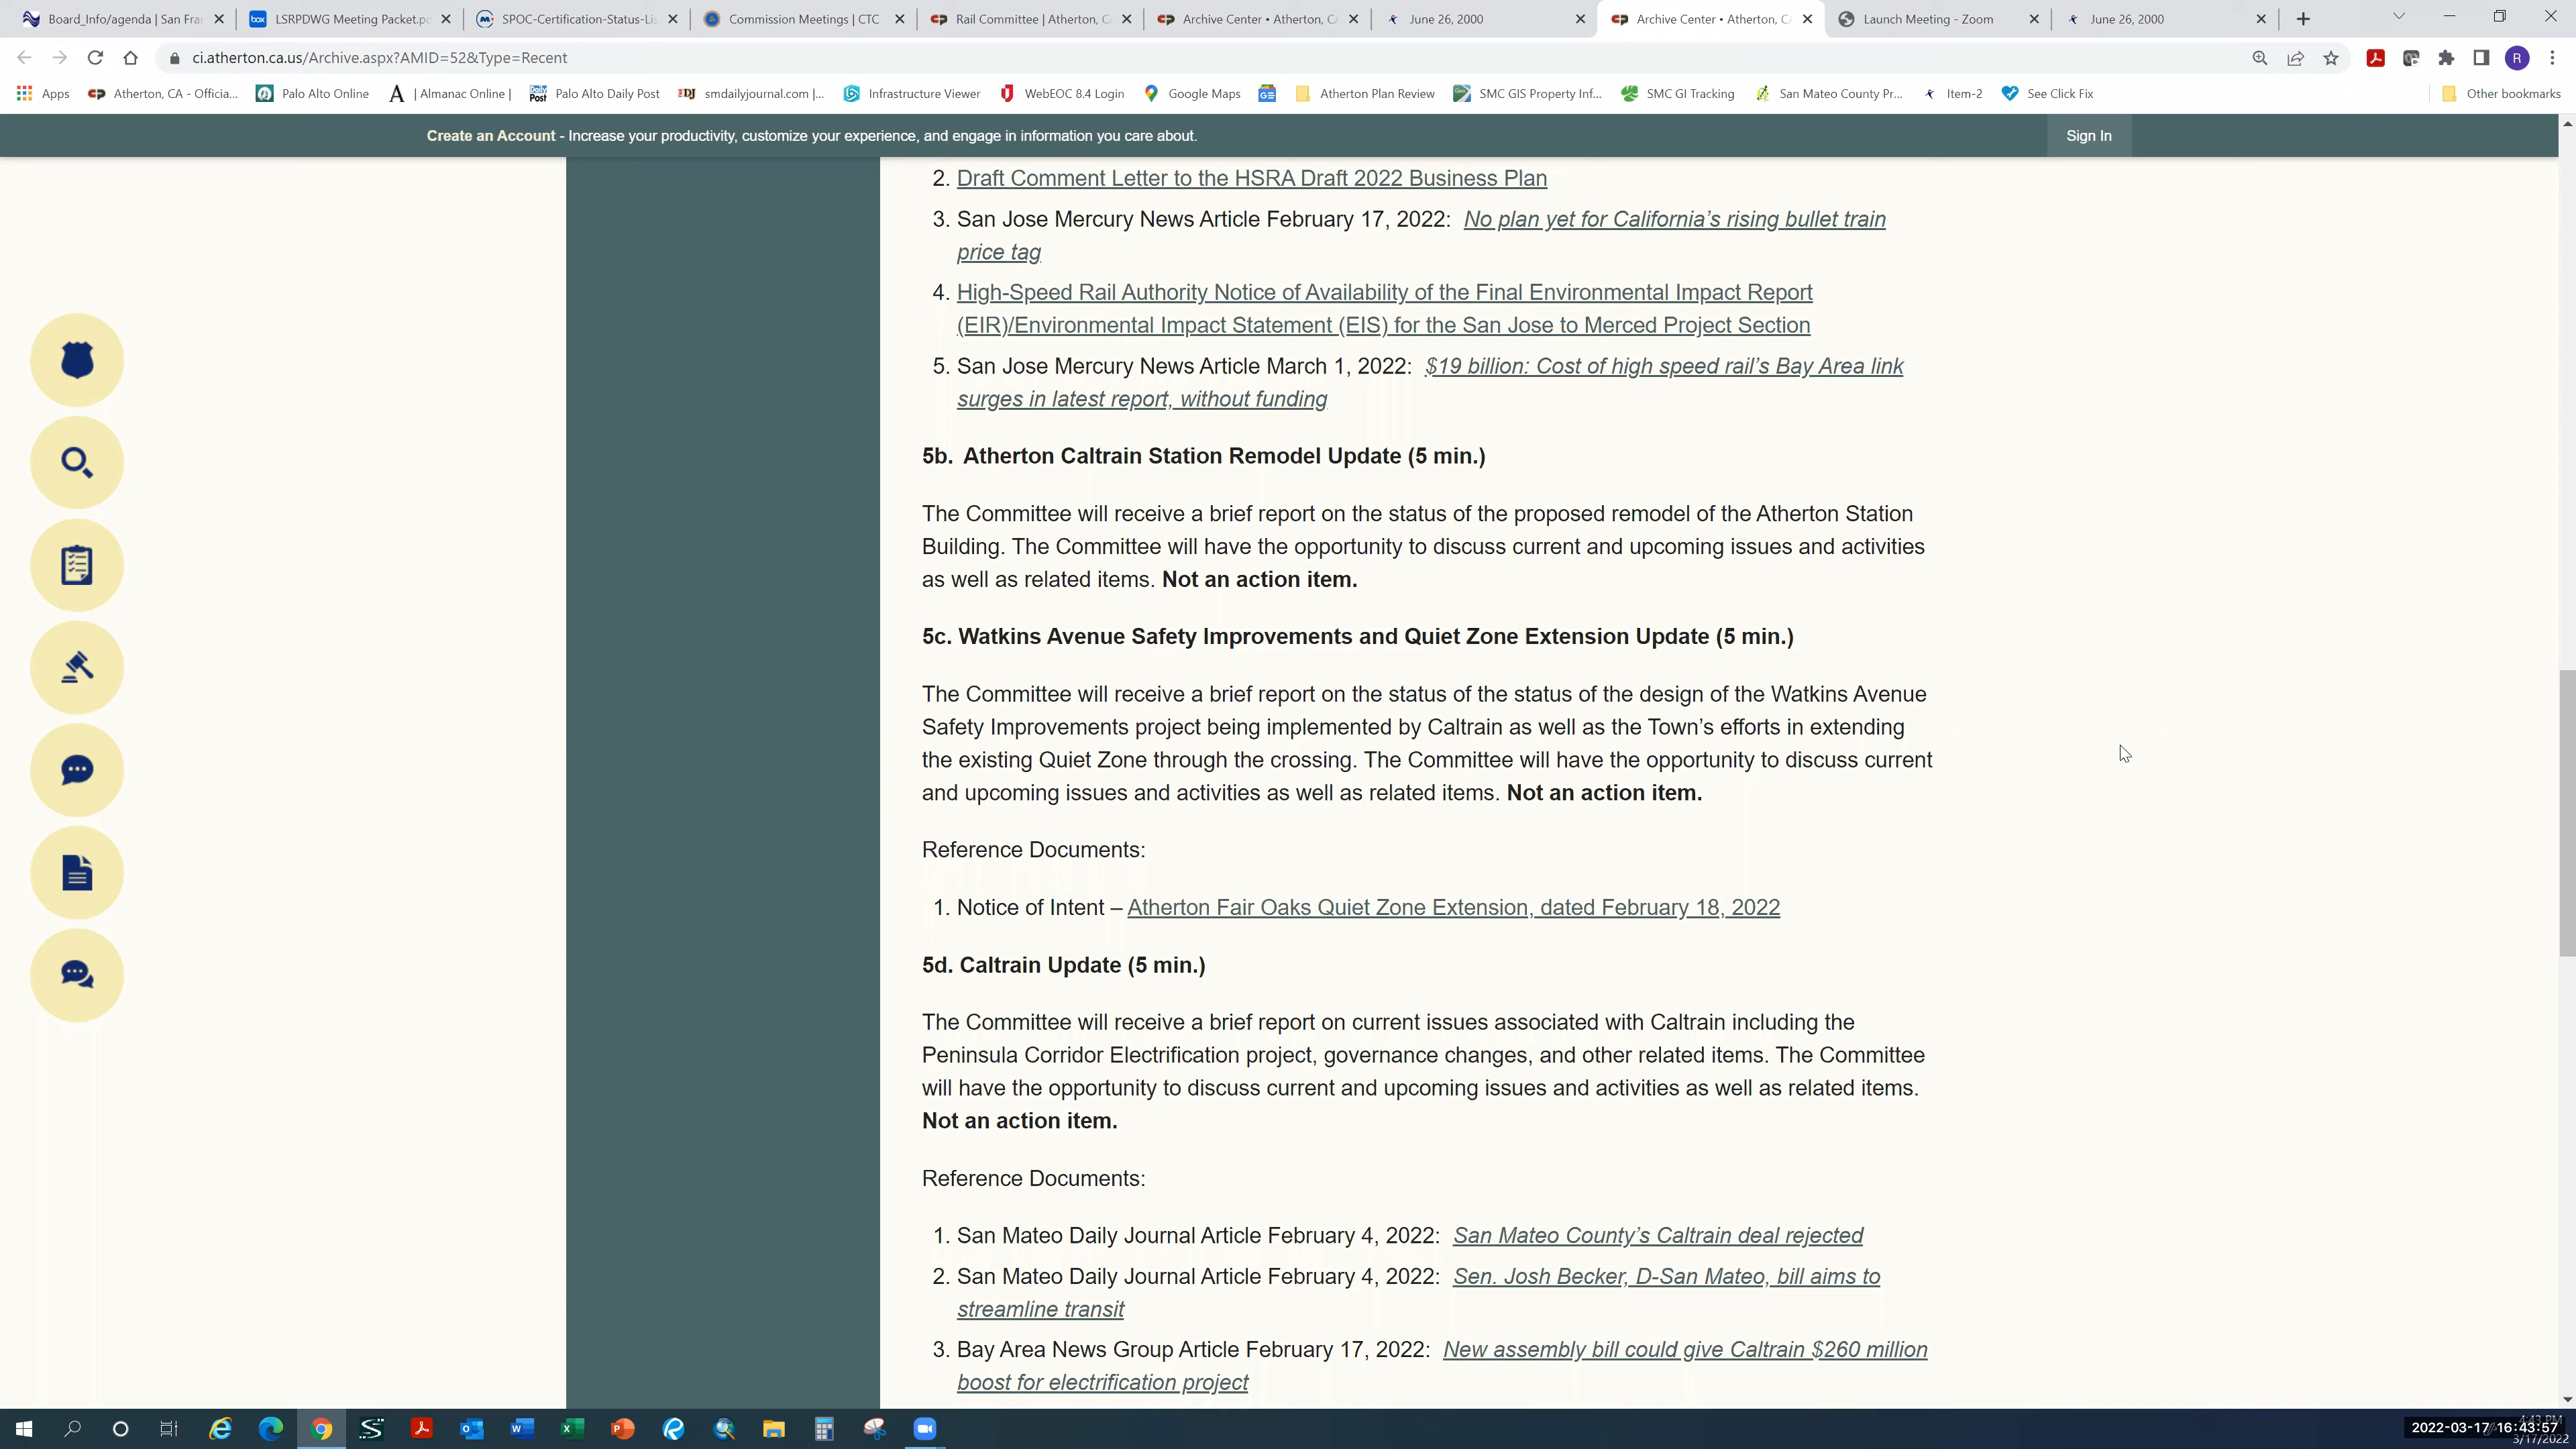 Board_Info/agenda | San Fra
LSRPDWG Meeting Packet.pd
SPOC-Certification-Status-Lis
Commission Meetings | CTC
Rail Committee | Atherton, C
Archive Center • Atherton, CA
June 26, 2000
Archive Center • Atherton, CA
Launch Meeting - Zoom
June 26, 2000
ci.atherton.ca.us/Archive.aspx?AMID=52&Type=Recent
R
Apps
Atherton, CA - Officia...
Palo Alto Online
| Almanac Online |
Palo Alto Daily Post
smdailyjournal.com |...
Infrastructure Viewer
WebEOC 8.4 Login
Google Maps
Atherton Plan Review
SMC GIS Property Inf...
SMC GI Tracking
San Mateo County Pr...
Item-2
See Click Fix
Other bookmarks
Create an Account - Increase your productivity, customize your experience, and engage in information you care about.
Sign In
2. Draft Comment Letter to the HSRA Draft 2022 Business Plan
3. San Jose Mercury News Article February 17, 2022: No plan yet for California's rising bullet train
price tag
4. High-Speed Rail Authority Notice of Availability of the Final Environmental Impact Report
(EIR)/Environmental Impact Statement (EIS) for the San Jose to Merced Project Section
5. San Jose Mercury News Article March 1, 2022: $19 billion: Cost of high speed rail's Bay Area link
surges in latest report, without funding
5b. Atherton Caltrain Station Remodel Update (5 min.)
The Committee will receive a brief report on the status of the proposed remodel of the Atherton Station
Building. The Committee will have the opportunity to discuss current and upcoming issues and activities
as well as related items. Not an action item.
5c. Watkins Avenue Safety Improvements and Quiet Zone Extension Update (5 min.)
The Committee will receive a brief report on the status of the status of the design of the Watkins Avenue
Safety Improvements project being implemented by Caltrain as well as the Town's efforts in extending
the existing Quiet Zone through the crossing. The Committee will have the opportunity to discuss current
and upcoming issues and activities as well as related items. Not an action item.
Reference Documents:
1. Notice of Intent – Atherton Fair Oaks Quiet Zone Extension, dated February 18, 2022
5d. Caltrain Update (5 min.)
The Committee will receive a brief report on current issues associated with Caltrain including the
Peninsula Corridor Electrification project, governance changes, and other related items. The Committee
will have the opportunity to discuss current and upcoming issues and activities as well as related items.
Not an action item.
Reference Documents:
1. San Mateo Daily Journal Article February 4, 2022: San Mateo County's Caltrain deal rejected
2. San Mateo Daily Journal Article February 4, 2022: Sen. Josh Becker, D-San Mateo, bill aims to
streamline transit
3. Bay Area News Group Article February 17, 2022: New assembly bill could give Caltrain $260 million
boost for electrification project
4:43 PM
2022-03-17 16:43:57
3/17/2022